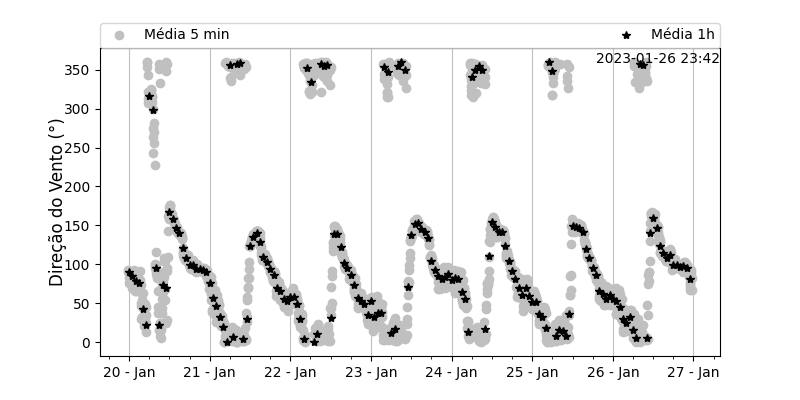 Média 5 min
Média 1h
2023-01-26 23:42
Direção do Vento (°)
350
300
250
200
150
100
50
0
20 - Jan
21 - Jan
22 - Jan
23 - Jan
24 - Jan
25 - Jan
26 - Jan
27 - Jan